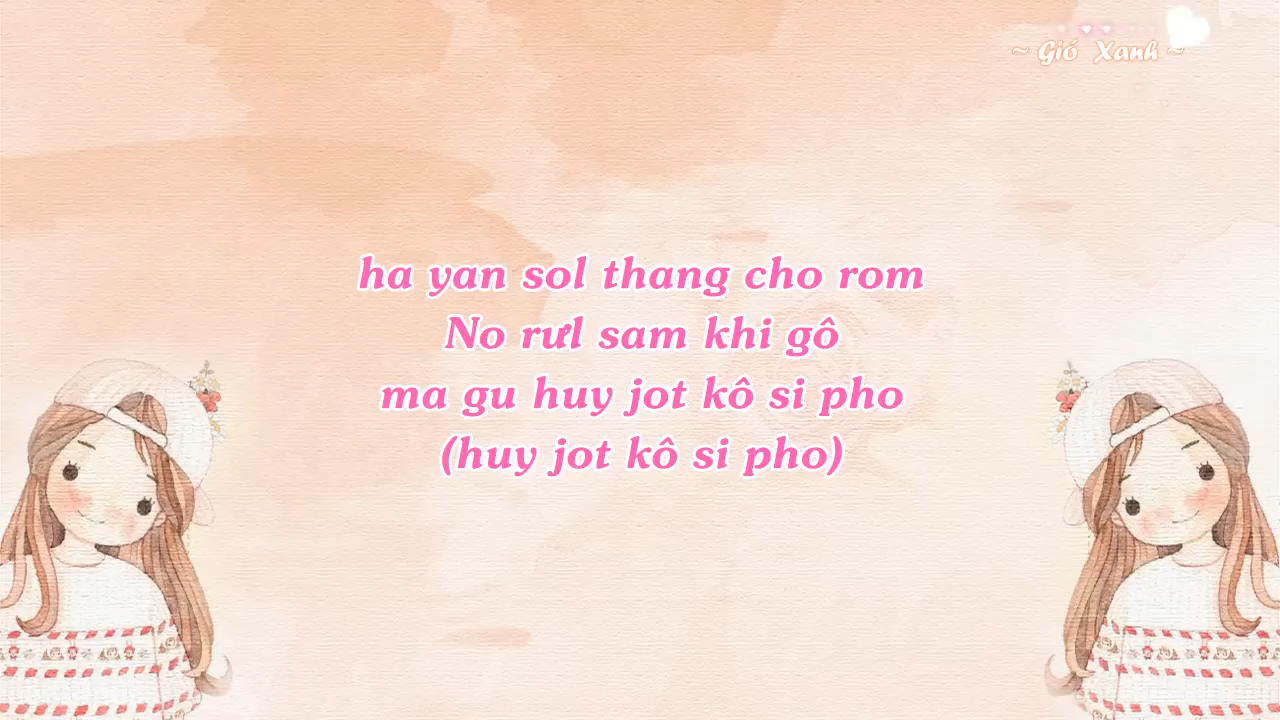 ~ Gió Xanh ~
ha yan sol thang cho rom
No rưl sam khi gô
ma gu huy jot kô si pho
(huy jot kô si pho)